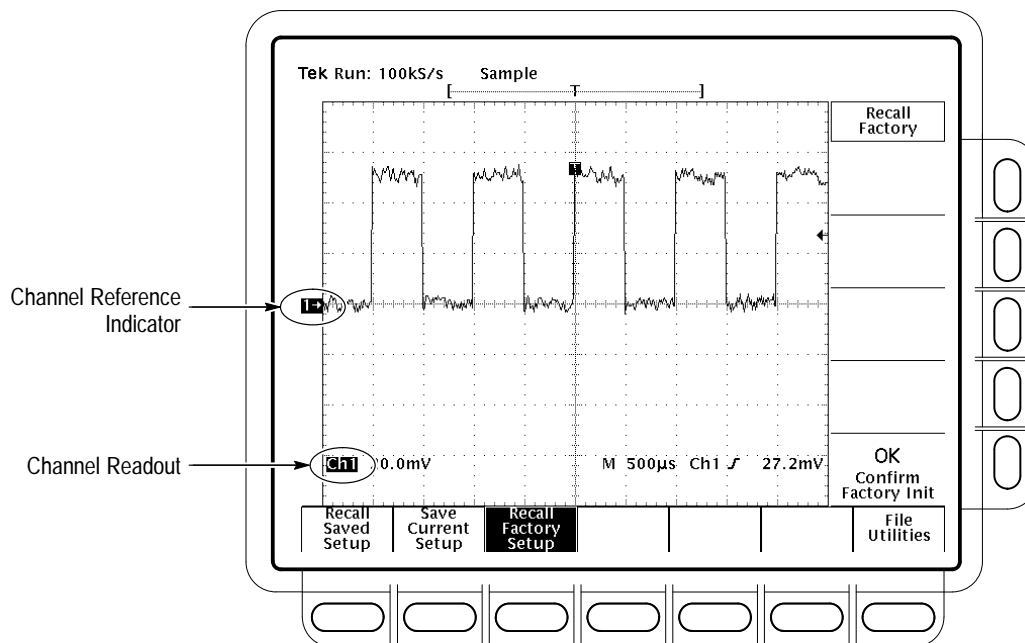 Tek Run: 100kS/s Sample
[ T ]
Recall
Factory
T
Channel Reference
Indicator
1→
Channel Readout
Ch1 0.0mV M 500µs Ch1 27.2mV
OK
Confirm
Factory Init
Recall
Saved
Setup
Save
Current
Setup
Recall
Factory
Setup
File
Utilities